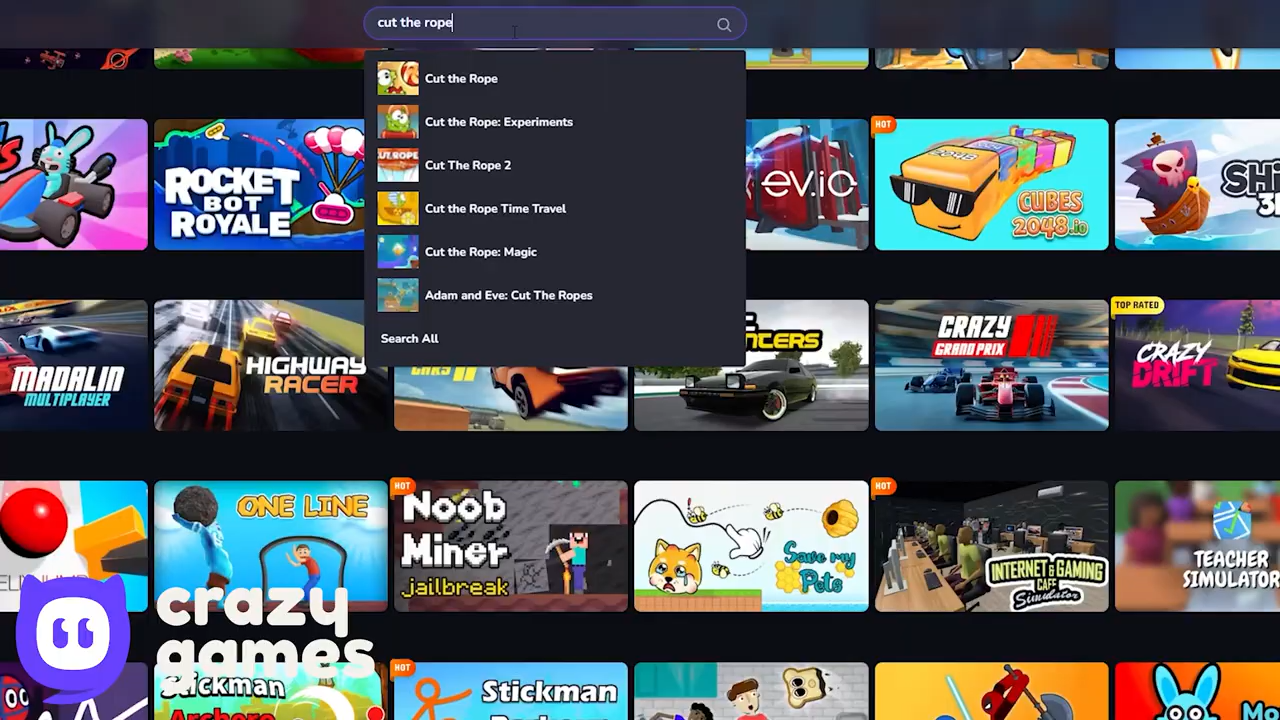 cut the rope
Cut the Rope
Cut the Rope: Experiments
Cut The Rope 2
Cut the Rope Time Travel
Cut the Rope: Magic
Adam and Eve: Cut The Ropes
Search All
ROCKET
BOT
ROYALE
ev.io
HOT
2048
CUBES
2048.io
MADALIN
MULTIPLAYER
HIGHWAY
RACER
CRAZY
GRAND PRIX
TOP RATED
CRAZY
DRIFT
ONE LINE
HOT
Noob
Miner
jailbreak
Save my
Pets
HOT
INTERNET & GAMING
CAFE
Simulator
TEACHER
SIMULATOR
crazy
games
Stickman
HOT
Stickman